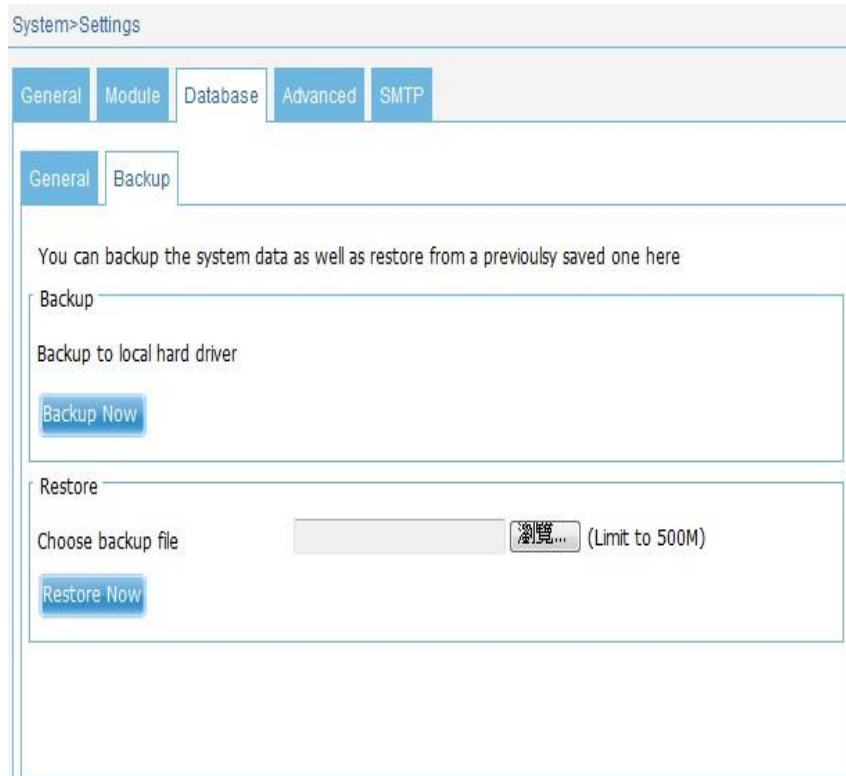 System>Settings
General Module Database Advanced SMTP
General Backup
You can backup the system data as well as restore from a previoulsy saved one here
Backup
Backup to local hard driver
Backup Now
Restore
Choose backup file 瀏覽... (Limit to 500M)
Restore Now